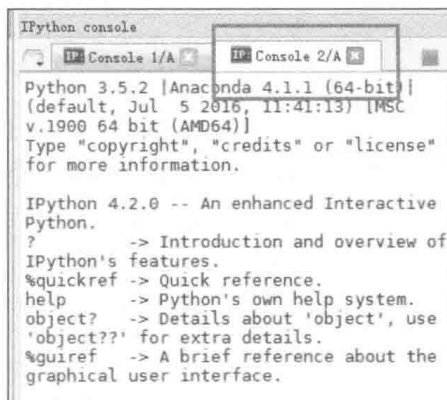 IPython console
IP: Console 1/A
IP: Console 2/A
Python 3.5.2 |Anaconda 4.1.1 (64-bit)|
(default, Jul  5 2016, 11:41:13) [MSC
v.1900 64 bit (AMD64)]
Type "copyright", "credits" or "license"
for more information.
IPython 4.2.0 -- An enhanced Interactive
Python.
?         -> Introduction and overview of
IPython's features.
%quickref -> Quick reference.
help      -> Python's own help system.
object?   -> Details about 'object', use
'object??' for extra details.
%guiref   -> A brief reference about the
graphical user interface.